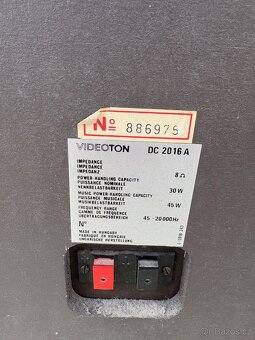 Nº 886975
VIDEOTON DC 2016 A
IMPEDANCE
IMPEDANCE
IMPEDANZ 8 Ω
POWER-HANDLING CAPACITY
PUISSANCE NOMINALE
NENNBELASTBARKEIT 30 W
MUSIC POWER-HANDLING CAPACITY
PUISSANCE MUSICALE
MUSIKBELASTBARKEIT 45 W
FREQUENCY RANGE
GAMME DE FREQUENCE
ÜBERTRAGUNGSBEREICH 45-20000 Hz
Nº
MADE IN HUNGARY
FABRIQUE EN HONGRIE
UNGARISCHE HERSTELLUNG